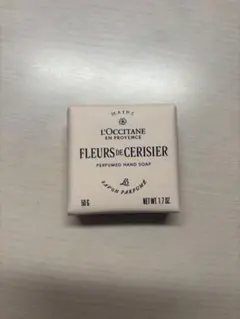 MAINS
L'OCCITANE
EN PROVENCE
FLEURS DE CERISIER
PERFUMED HAND SOAP
SAVON PARFUMÉ
50 G NET WT. 1.7 OZ.